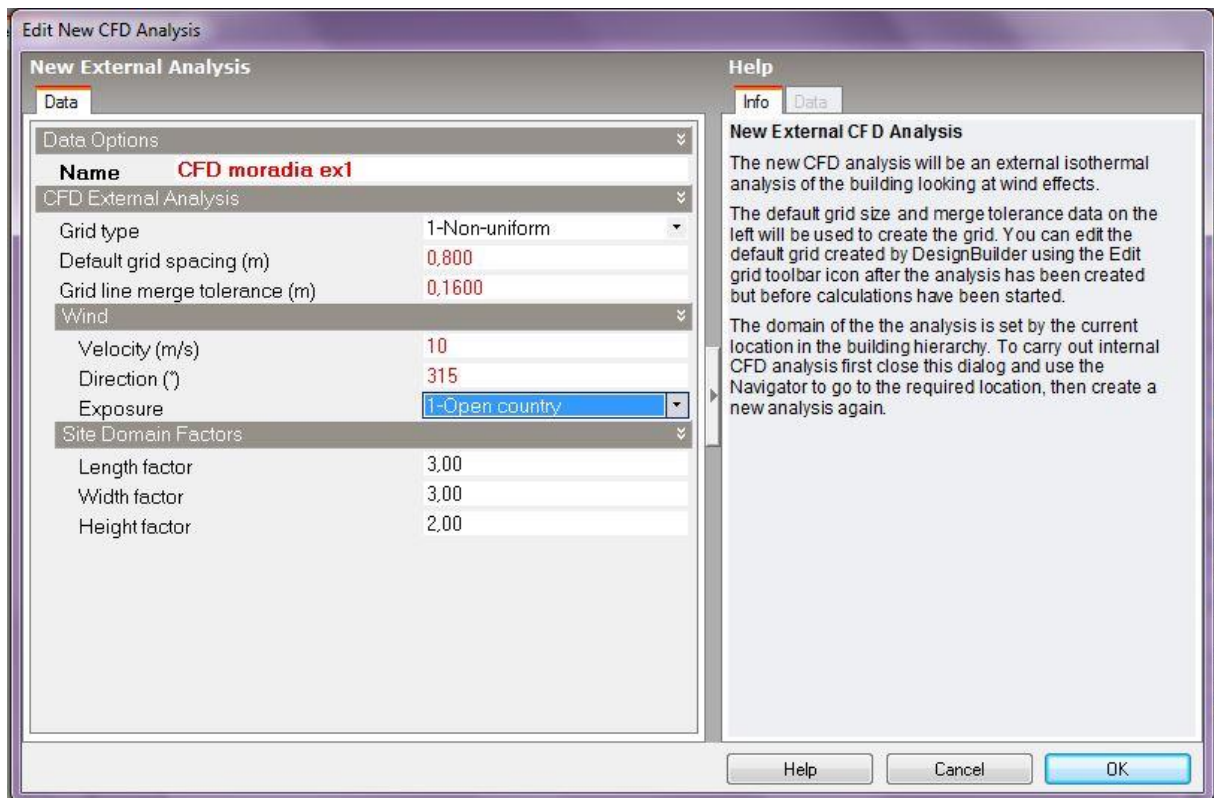 Edit New CFD Analysis
New External Analysis
Data
Data Options
Name CFD moradia ex1
CFD External Analysis
Grid type 1-Non-uniform
Default grid spacing (m) 0,800
Grid line merge tolerance (m) 0,1600
Wind
Velocity (m/s) 10
Direction (°) 315
Exposure 1-Open country
Site Domain Factors
Length factor 3,00
Width factor 3,00
Height factor 2,00
Help
Info Data
New External CFD Analysis
The new CFD analysis will be an external isothermal
analysis of the building looking at wind effects.
The default grid size and merge tolerance data on the
left will be used to create the grid. You can edit the
default grid created by DesignBuilder using the Edit
grid toolbar icon after the analysis has been created
but before calculations have been started.
The domain of the the analysis is set by the current
location in the building hierarchy. To carry out internal
CFD analysis first close this dialog and use the
Navigator to go to the required location, then create a
new analysis again.
Help Cancel OK